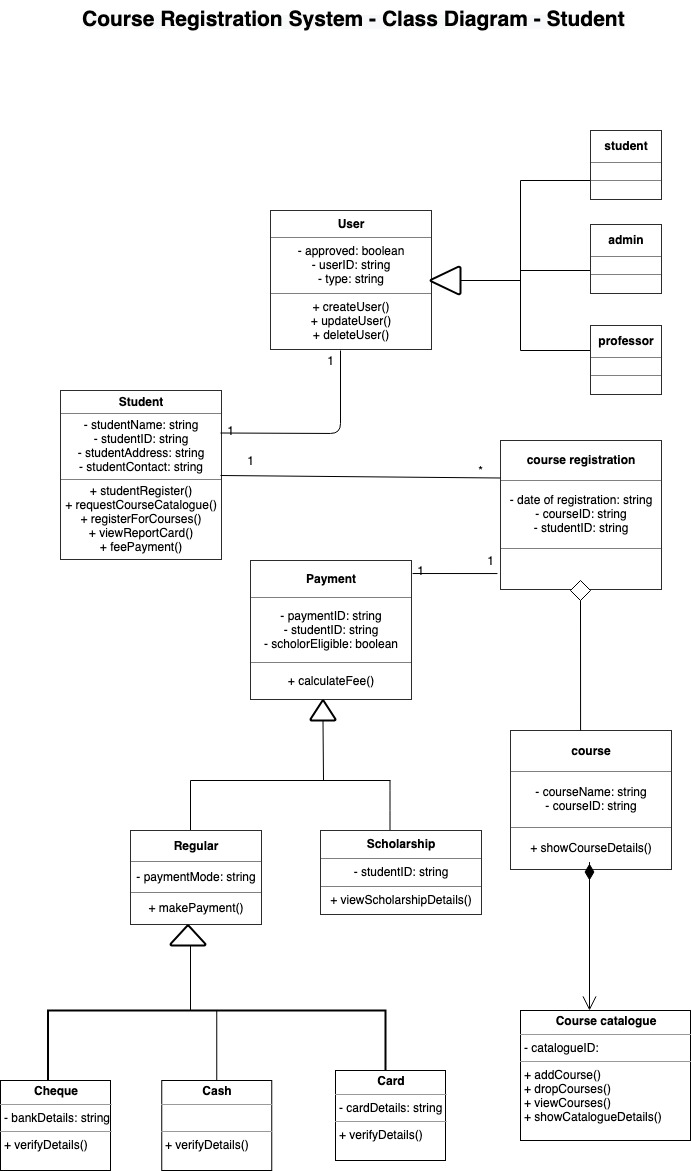 Course Registration System - Class Diagram - Student
student
admin
professor
User
- approved: boolean
- userID: string
- type: string
+ createUser()
+ updateUser()
+ deleteUser()
1
1
Student
- studentName: string
- studentID: string
- studentAddress: string
- studentContact: string
+ studentRegister()
+ requestCourseCatalogue()
+ registerForCourses()
+ viewReportCard()
+ feePayment()
1
*
course registration
- date of registration: string
- courseID: string
- studentID: string
1
1
Payment
- paymentID: string
- studentID: string
- scholorEligible: boolean
+ calculateFee()
course
- courseName: string
- courseID: string
+ showCourseDetails()
Regular
- paymentMode: string
+ makePayment()
Scholarship
- studentID: string
+ viewScholarshipDetails()
Course catalogue
- catalogueID:
+ addCourse()
+ dropCourses()
+ viewCourses()
+ showCatalogueDetails()
Cheque
- bankDetails: string
+ verifyDetails()
Cash
+ verifyDetails()
Card
- cardDetails: string
+ verifyDetails()